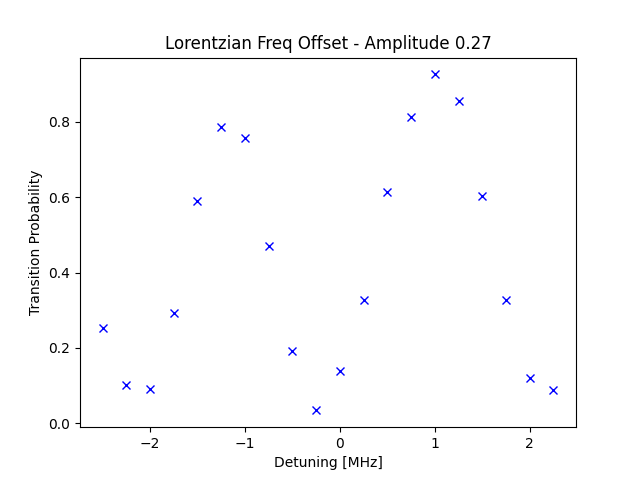 Lorentzian Freq Offset - Amplitude 0.27
Transition Probability
0.8
0.6
0.4
0.2
0.0
−2 −1 0 1 2
Detuning [MHz]